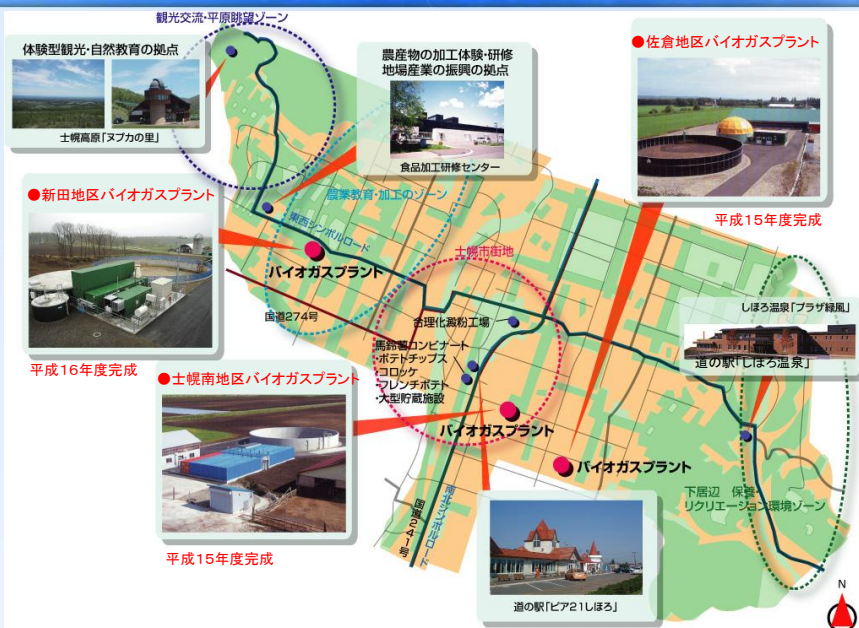 観光交流・平原眺望ゾーン
体験型観光・自然教育の拠点
士幌高原「ヌプカの里」
農産物の加工体験・研修
地場産業の振興の拠点
食品加工研修センター
●佐倉地区バイオガスプラント
平成15年度完成
●新田地区バイオガスプラント
平成16年度完成
農業教育・加工のゾーン
東西シンボルロード
バイオガスプラント
国道274号
士幌市街地
合理化澱粉工場
馬鈴薯コンビナート
・ポテトチップス
・コロッケ
フレンチポテト
・大型貯蔵施設
しほろ温泉「プラザ緑風」
道の駅「しほろ温泉」
●士幌南地区バイオガスプラント
平成15年度完成
バイオガスプラント
バイオガスプラント
下居辺 保養・
リクリエーション環境ゾーン
国道241号
南北シンボルロード
道の駅「ピア21しほろ」
N